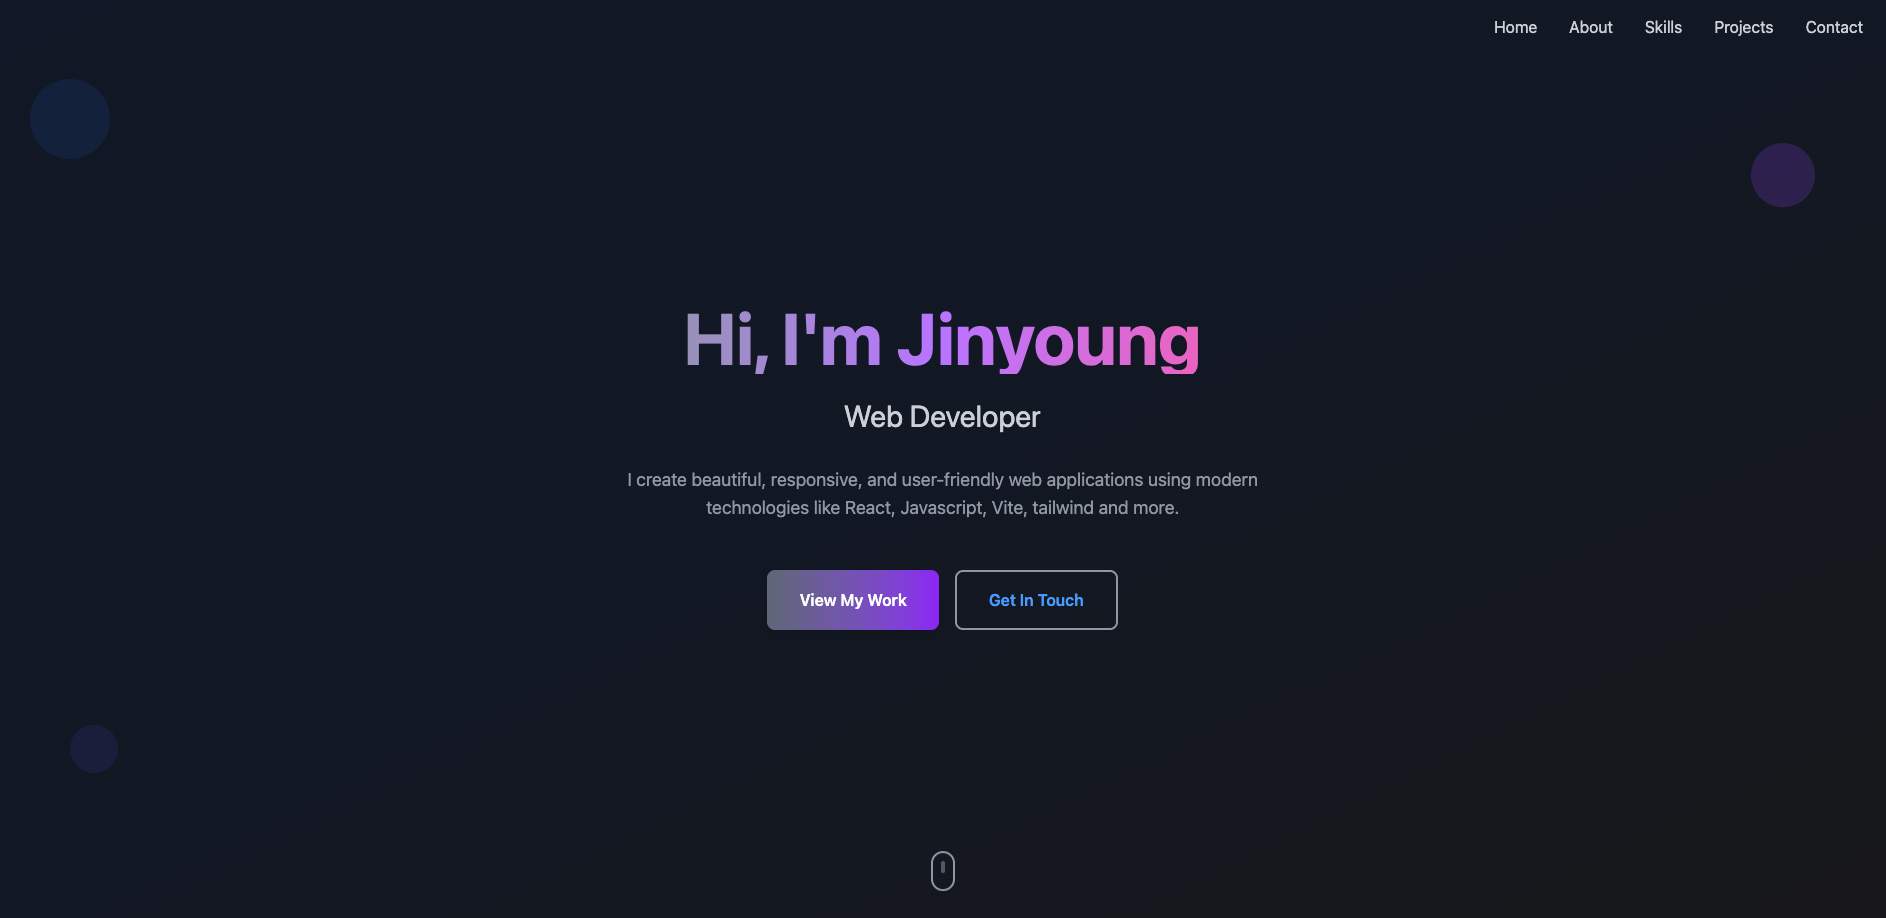 Home About Skills Projects Contact
Hi, I'm Jinyoung
Web Developer
I create beautiful, responsive, and user-friendly web applications using modern
technologies like React, Javascript, Vite, tailwind and more.
View My Work Get In Touch